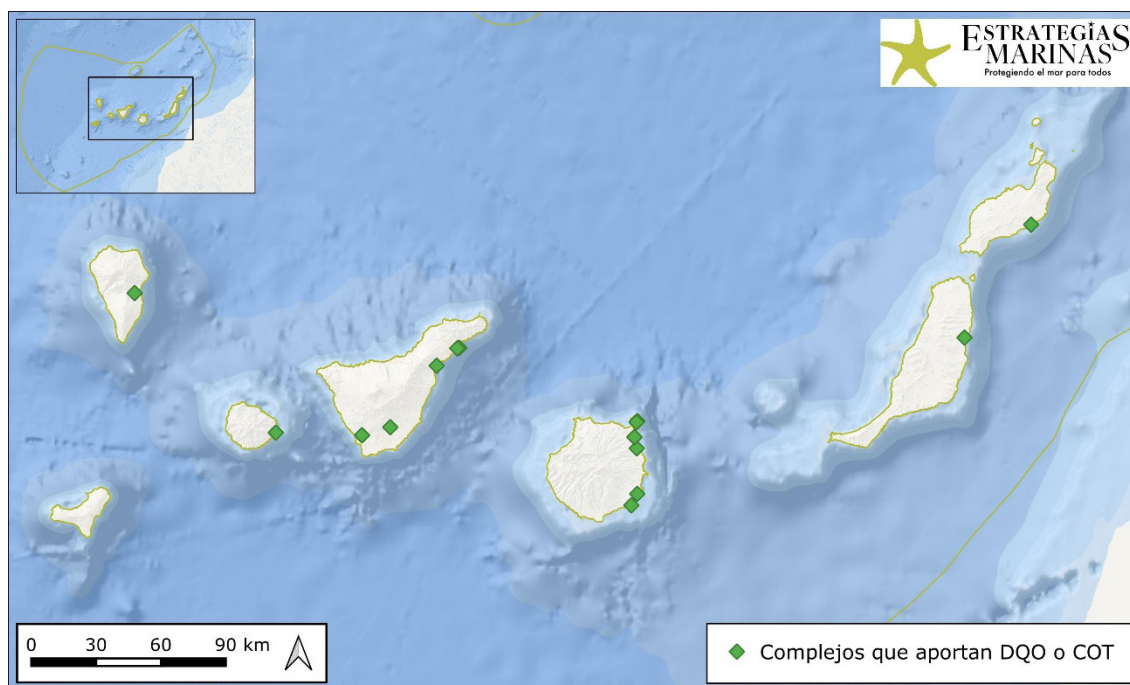 ESTRATEGIAS
MARINAS
Protegiendo el mar para todos
0 30 60 90 km
Complejos que aportan DQO o COT